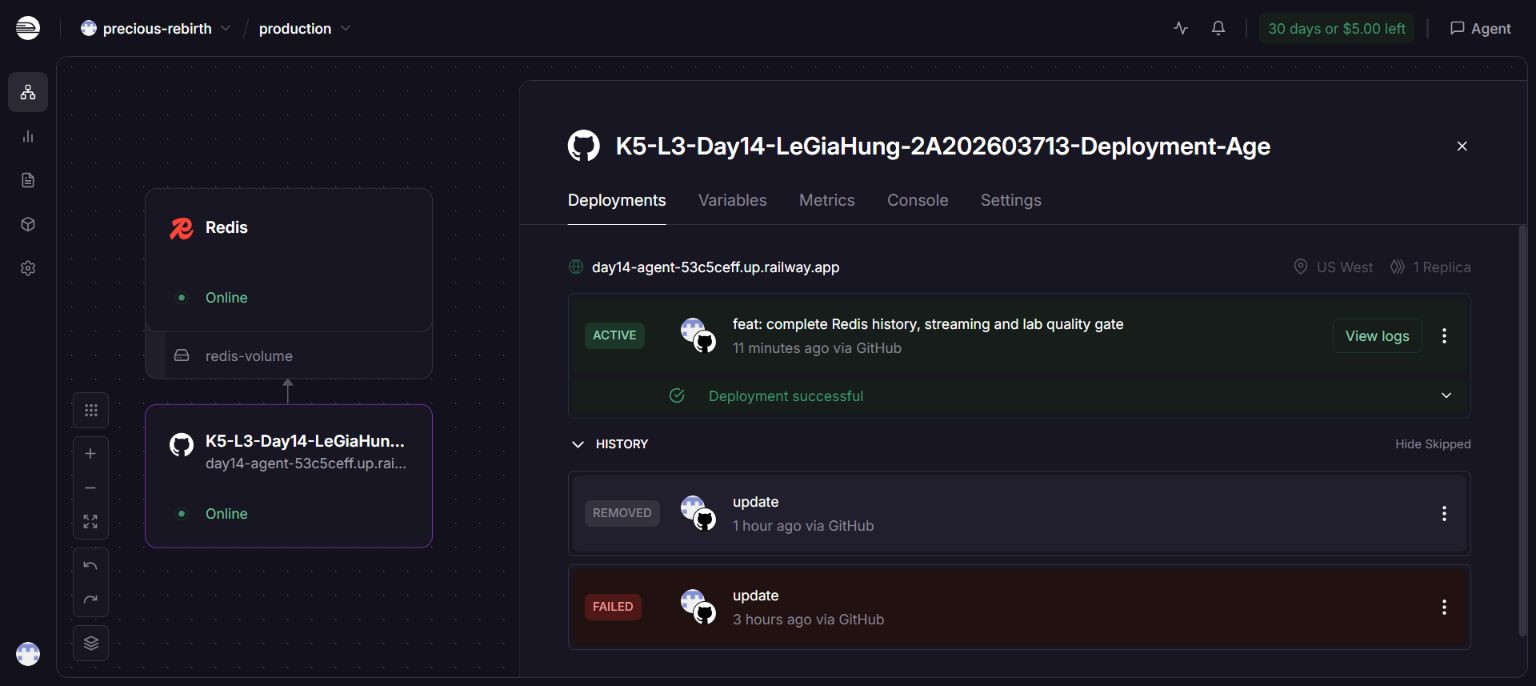 precious-rebirth / production
30 days or $5.00 left
Agent
Redis
Online
redis-volume
K5-L3-Day14-LeGiaHun...
day14-agent-53c5ceff.up.rai...
Online
K5-L3-Day14-LeGiaHung-2A202603713-Deployment-Age
Deployments Variables Metrics Console Settings
day14-agent-53c5ceff.up.railway.app
US West 1 Replica
ACTIVE
feat: complete Redis history, streaming and lab quality gate
11 minutes ago via GitHub
View logs
Deployment successful
HISTORY
Hide Skipped
REMOVED
update
1 hour ago via GitHub
FAILED
update
3 hours ago via GitHub